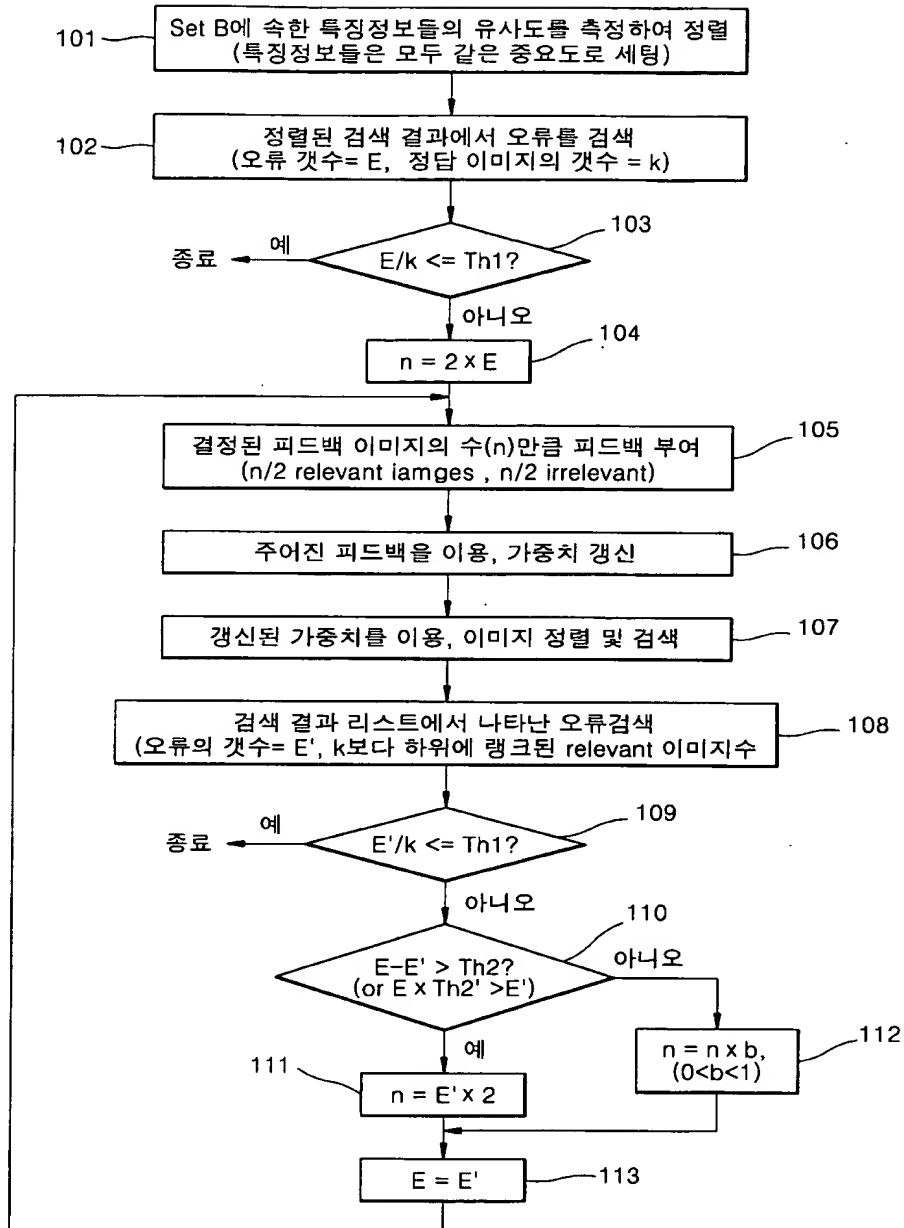 101
Set B에 속한 특징정보들의 유사도를 측정하여 정렬
(특징정보들은 모두 같은 중요도로 세팅)
102
정렬된 검색 결과에서 오류를 검색
(오류 갯수= E, 정답 이미지의 갯수 = k)
103
E/k <= Th1?
예
종료
아니오
104
n = 2 x E
105
결정된 피드백 이미지의 수(n)만큼 피드백 부여
(n/2 relevant iamges , n/2 irrelevant)
106
주어진 피드백을 이용, 가중치 갱신
107
갱신된 가중치를 이용, 이미지 정렬 및 검색
108
검색 결과 리스트에서 나타난 오류검색
(오류의 갯수= E', k보다 하위에 랭크된 relevant 이미지수
109
E'/k <= Th1?
예
종료
아니오
110
E-E' > Th2?
(or E x Th2' >E')
아니오
예
111
n = E' x 2
112
n = n x b,
(0<b<1)
113
E = E'